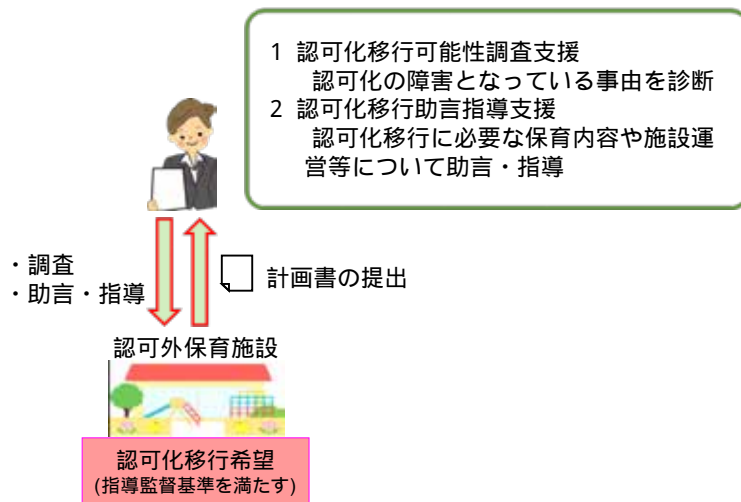 1 認可化移行可能性調査支援
認可化の障害となっている事由を診断
2 認可化移行助言指導支援
認可化移行に必要な保育内容や施設運
営等について助言・指導
・調査
・助言・指導
計画書の提出
認可外保育施設
認可化移行希望
(指導監督基準を満たす)